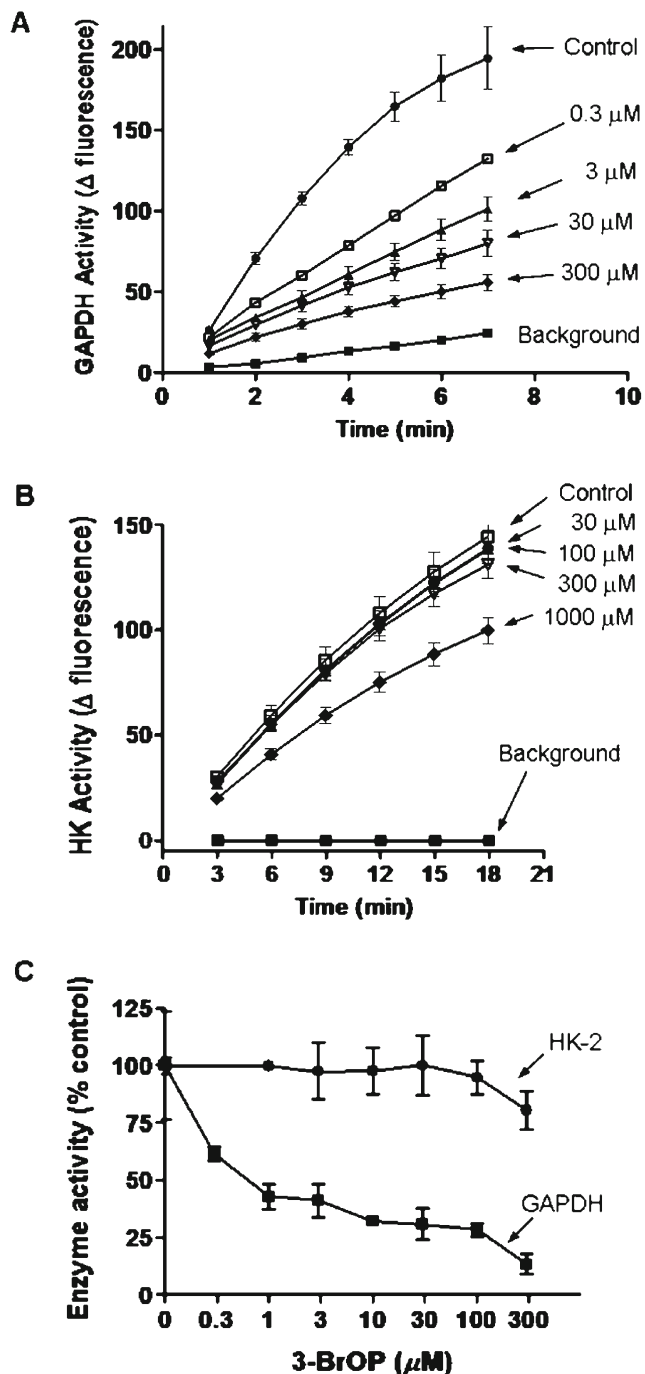 A
GAPDH Activity (Δ fluorescence)
200
150
100
50
0
0 2 4 6 8 10
Time (min)
Control
0.3 µM
3 µM
30 µM
300 µM
Background
B
HK Activity (Δ fluorescence)
150
100
50
0
0 3 6 9 12 15 18 21
Time (min)
Control
30 µM
100 µM
300 µM
1000 µM
Background
C
Enzyme activity (% control)
125
100
75
50
25
0
0 0.3 1 3 10 30 100 300
3-BrOP (µM)
HK-2
GAPDH